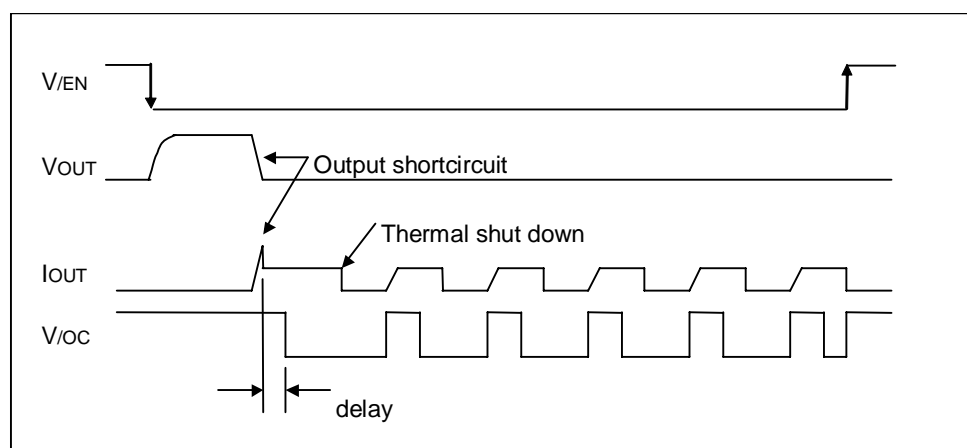 V/EN
VOUT
Output shortcircuit
Thermal shut down
IOUT
V/OC
delay